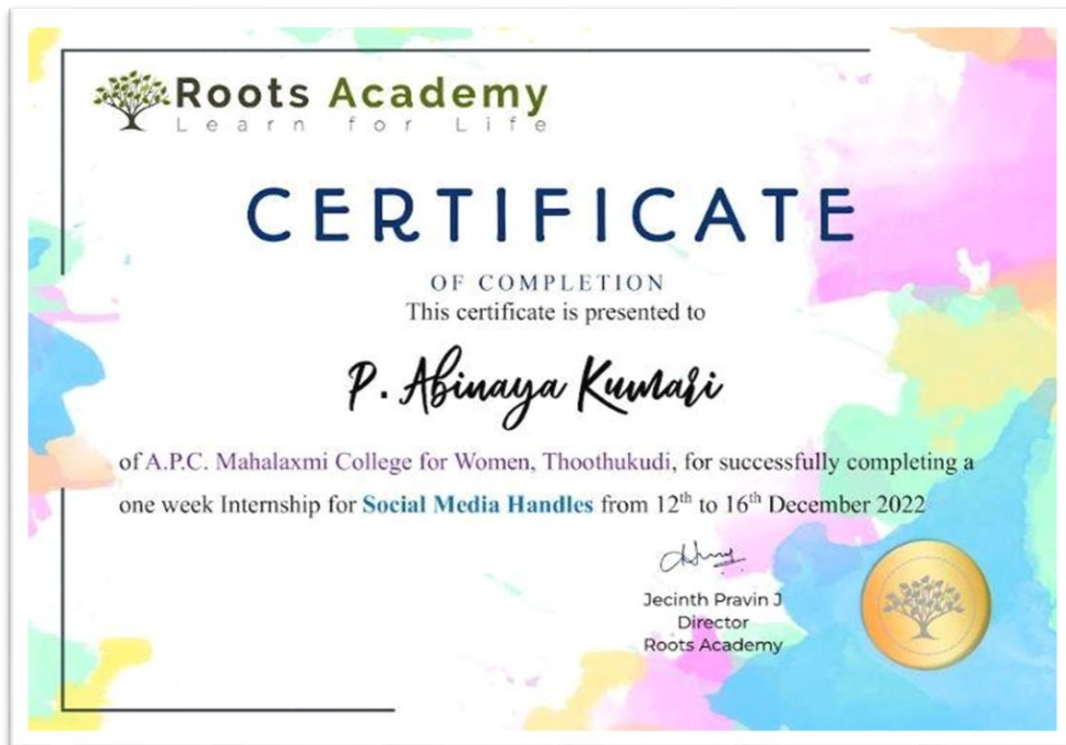 Roots Academy
Learn for Life
CERTIFICATE
OF COMPLETION
This certificate is presented to
P. Abinaya Kumari
of A.P.C. Mahalaxmi College for Women, Thoothukudi, for successfully completing a
one week Internship for Social Media Handles from 12th to 16th December 2022
Jecinth Pravin J
Director
Roots Academy